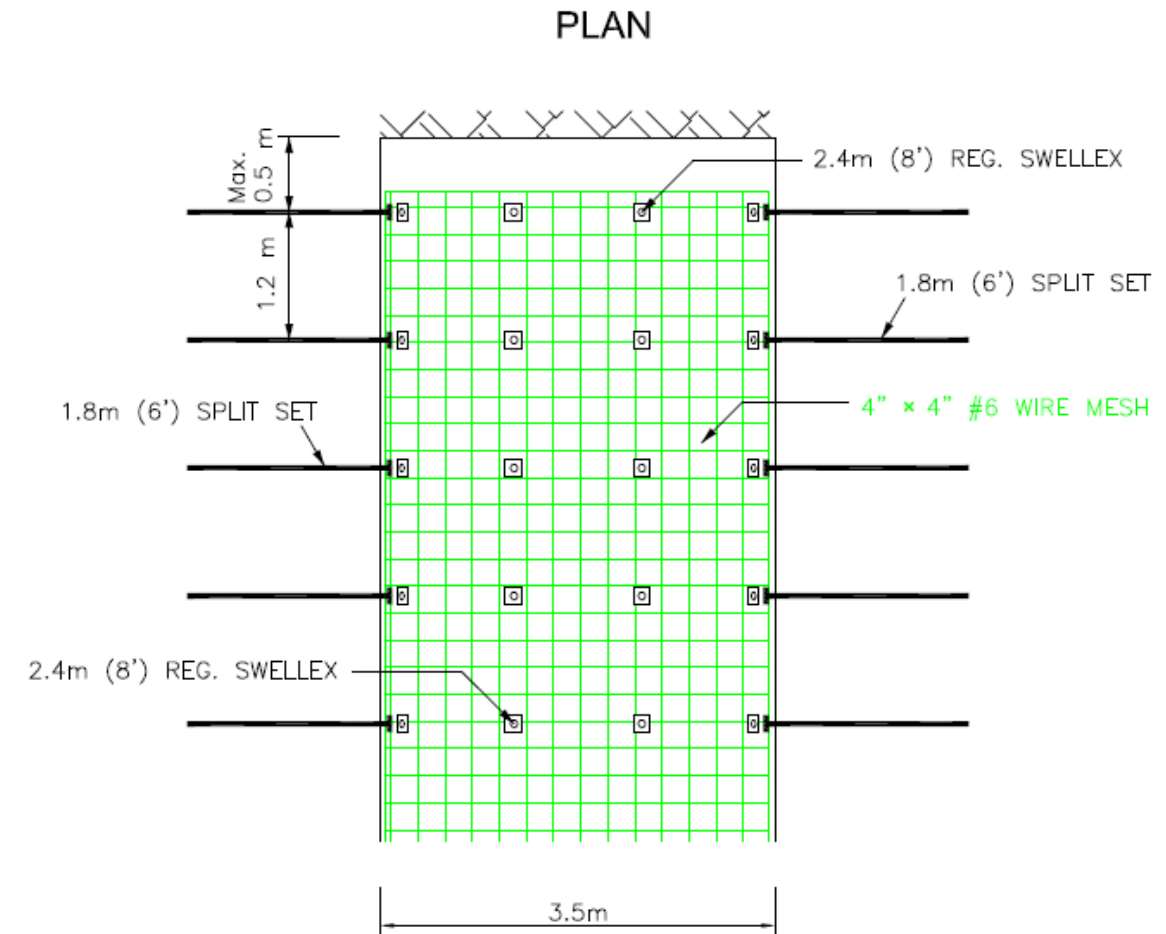 PLAN
Max.
0.5 m
2.4m (8') REG. SWELLEX
1.2 m
1.8m (6') SPLIT SET
1.8m (6') SPLIT SET
4" × 4" #6 WIRE MESH
2.4m (8') REG. SWELLEX
3.5m